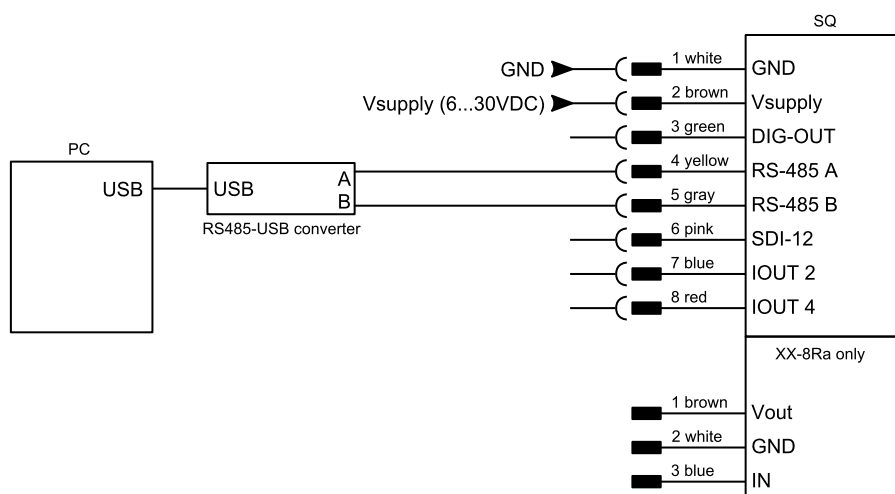 SQ
GND
1 white
GND
Vsupply (6...30VDC)
2 brown
Vsupply
3 green
DIG-OUT
PC
4 yellow
RS-485 A
USB
USB
A
B
5 gray
RS-485 B
RS485-USB converter
6 pink
SDI-12
7 blue
IOUT 2
8 red
IOUT 4
XX-8Ra only
1 brown
Vout
2 white
GND
3 blue
IN